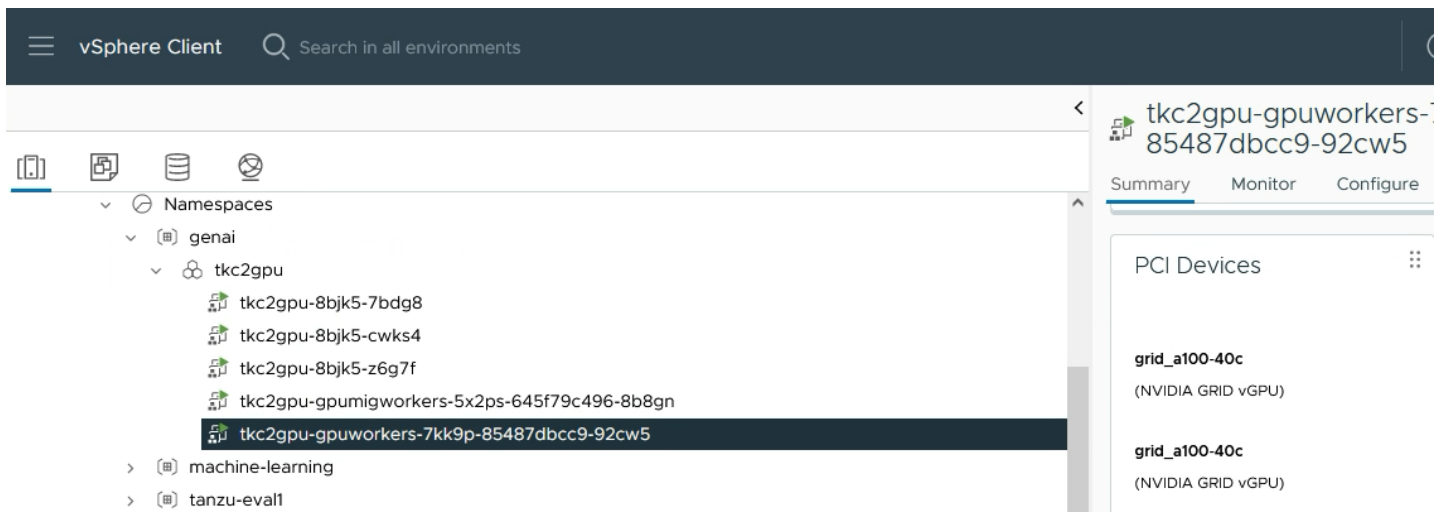 vSphere Client
Search in all environments
Namespaces
genai
tkc2gpu
tkc2gpu-8bjk5-7bdg8
tkc2gpu-8bjk5-cwks4
tkc2gpu-8bjk5-z6g7f
tkc2gpu-gpumigworkers-5x2ps-645f79c496-8b8gn
tkc2gpu-gpuworkers-7kk9p-85487dbcc9-92cw5
machine-learning
tanzu-eval1
tkc2gpu-gpuworkers-7
85487dbcc9-92cw5
Summary Monitor Configure
PCI Devices
grid_a100-40c
(NVIDIA GRID vGPU)
grid_a100-40c
(NVIDIA GRID vGPU)